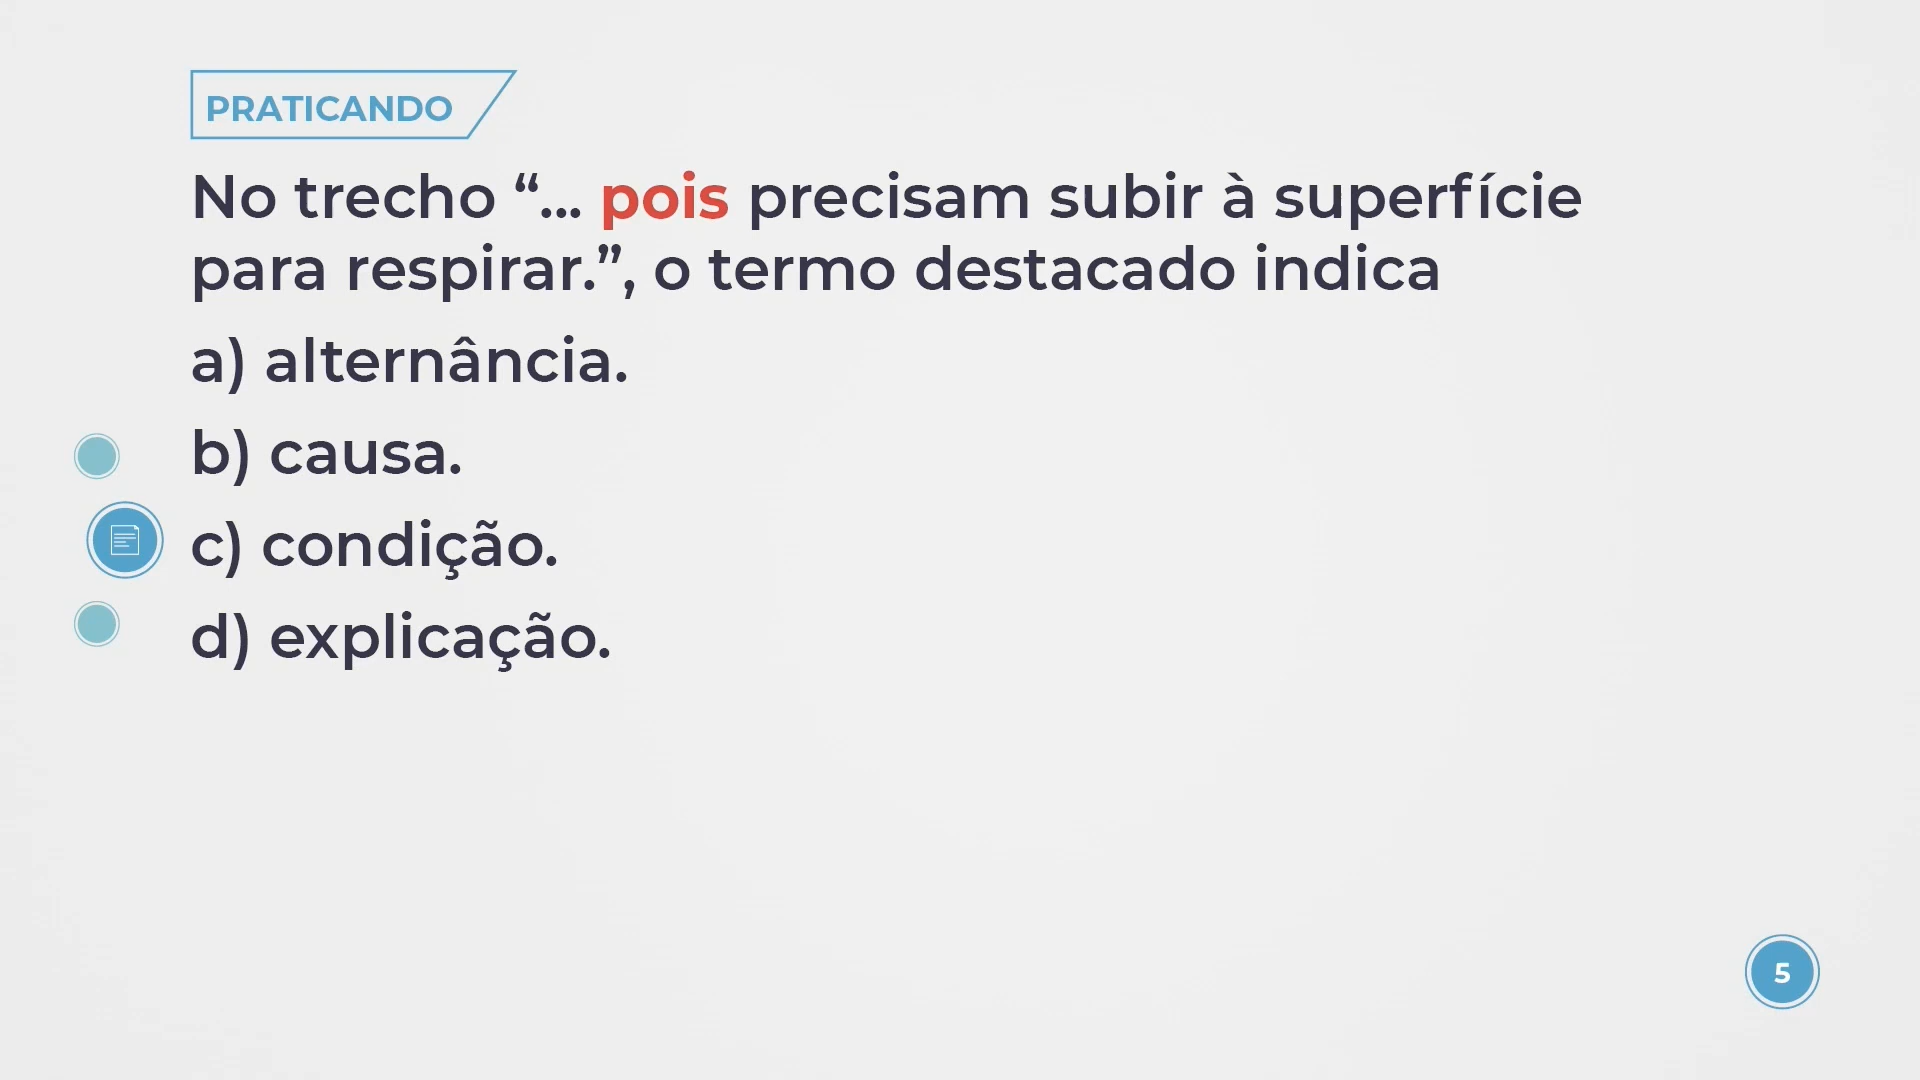 PRATICANDO
No trecho “... pois precisam subir à superfície
para respirar.”, o termo destacado indica
a) alternância.
b) causa.
c) condição.
d) explicação.
5